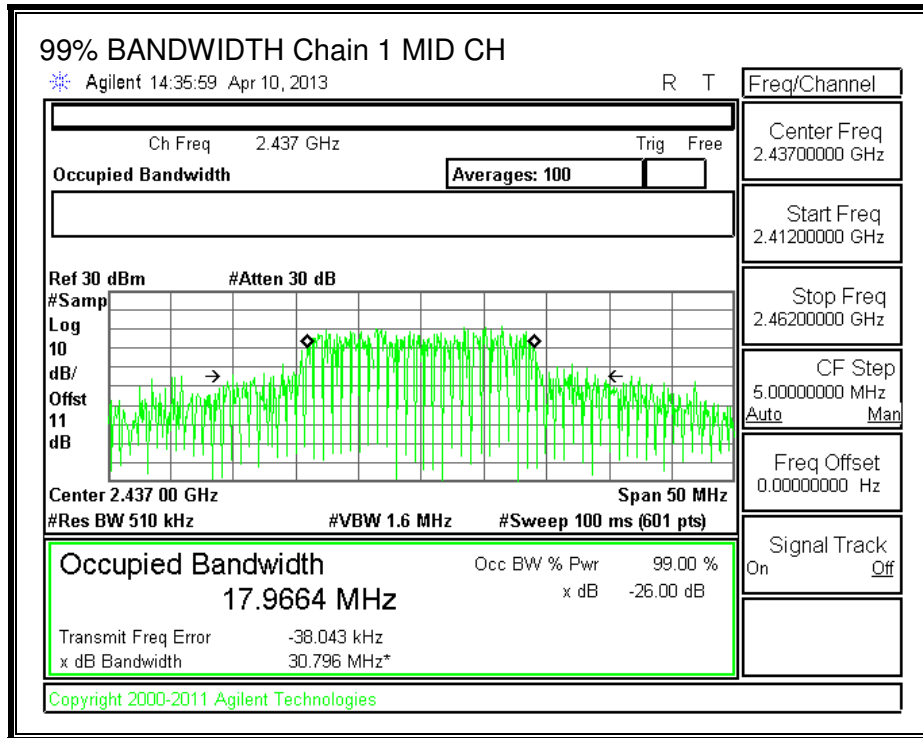 99% BANDWIDTH Chain 1 MID CH
Agilent 14:35:59 Apr 10, 2013 R T
Ch Freq 2.437 GHz Trig Free
Occupied Bandwidth Averages: 100
Ref 30 dBm #Atten 30 dB
#Samp
Log
10
dB/
Offst
11
dB
Center 2.437 00 GHz Span 50 MHz
#Res BW 510 kHz #VBW 1.6 MHz #Sweep 100 ms (601 pts)
Occupied Bandwidth Occ BW % Pwr 99.00 %
17.9664 MHz x dB -26.00 dB
Transmit Freq Error -38.043 kHz
x dB Bandwidth 30.796 MHz*
Copyright 2000-2011 Agilent Technologies
Freq/Channel
Center Freq
2.43700000 GHz
Start Freq
2.41200000 GHz
Stop Freq
2.46200000 GHz
CF Step
5.00000000 MHz
Auto Man
Freq Offset
0.00000000 Hz
Signal Track
On Off